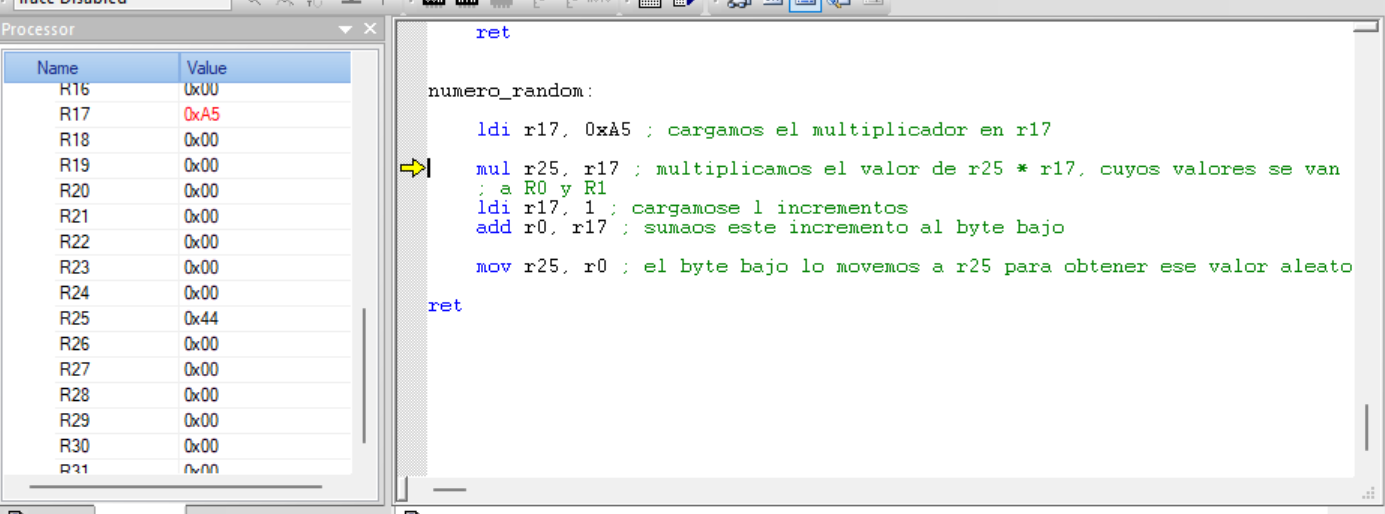 Trace Disabled
Processor
Name Value
R16 0x00
R17 0xA5
R18 0x00
R19 0x00
R20 0x00
R21 0x00
R22 0x00
R23 0x00
R24 0x00
R25 0x44
R26 0x00
R27 0x00
R28 0x00
R29 0x00
R30 0x00
R31 0x00
ret
numero_random:
ldi r17, 0xA5 ; cargamos el multiplicador en r17
mul r25, r17 ; multiplicamos el valor de r25 * r17, cuyos valores se van
; a R0 y R1
ldi r17, 1 ; cargamose l incrementos
add r0, r17 ; sumaos este incremento al byte bajo
mov r25, r0 ; el byte bajo lo movemos a r25 para obtener ese valor aleato
ret